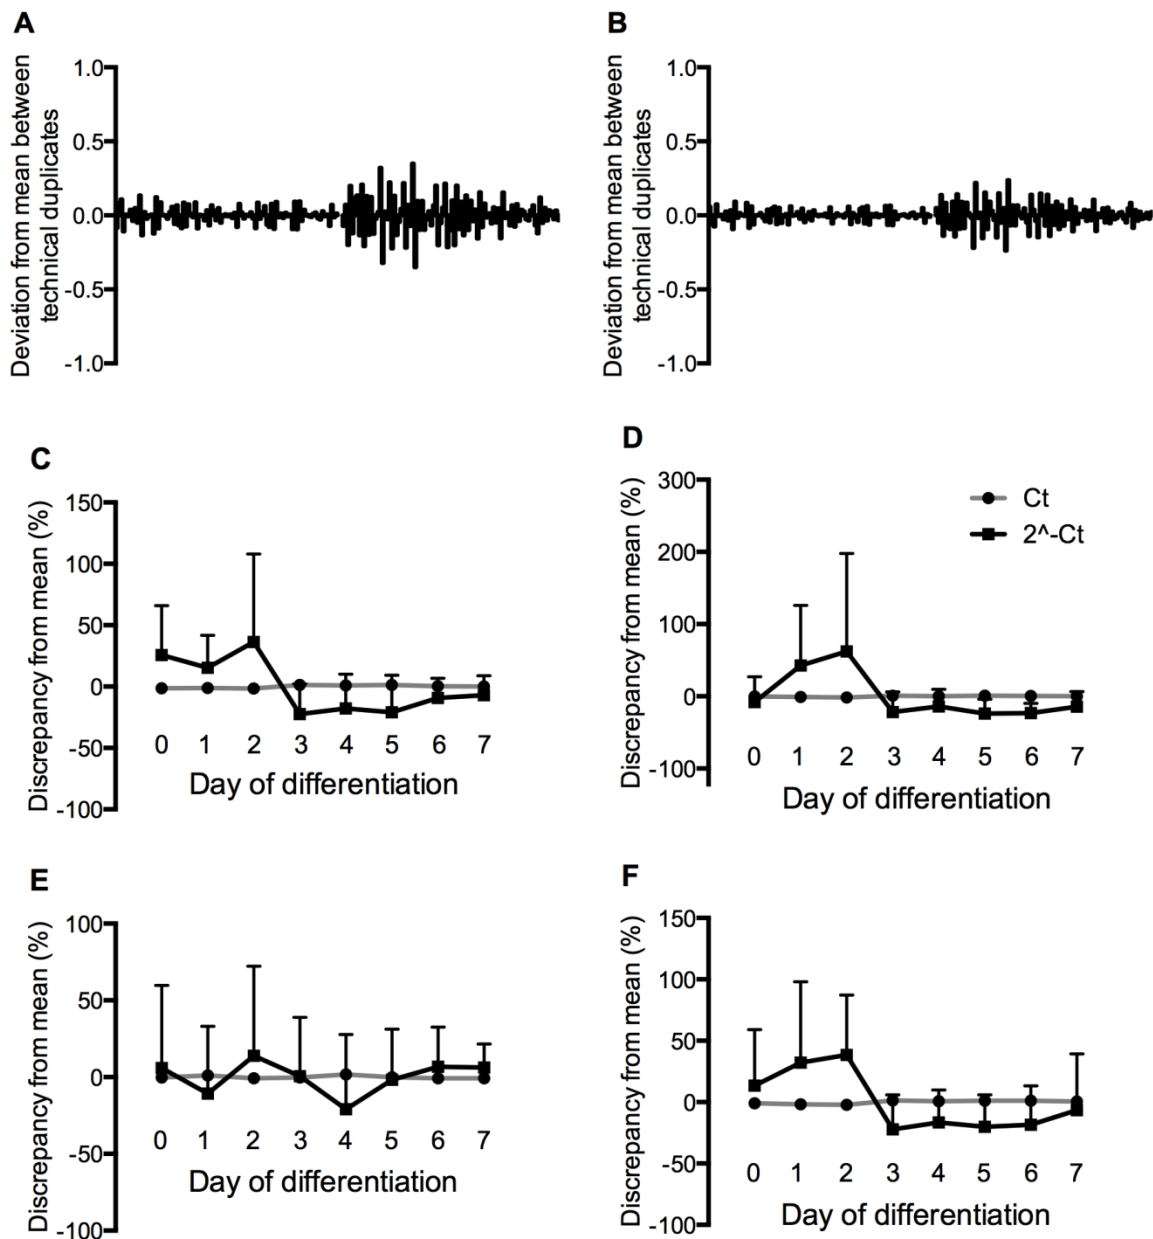 A
Deviation from mean between
technical duplicates
1.0
0.5
0.0
-0.5
-1.0
B
Deviation from mean between
technical duplicates
1.0
0.5
0.0
-0.5
-1.0
C
Discrepancy from mean (%)
150
100
50
0
-50
-100
0 1 2 3 4 5 6 7
Day of differentiation
D
Discrepancy from mean (%)
300
200
100
0
-100
Ct
2^-Ct
0 1 2 3 4 5 6 7
Day of differentiation
E
Discrepancy from mean (%)
100
50
0
-50
-100
0 1 2 3 4 5 6 7
Day of differentiation
F
Discrepancy from mean (%)
150
100
50
0
-50
-100
0 1 2 3 4 5 6 7
Day of differentiation